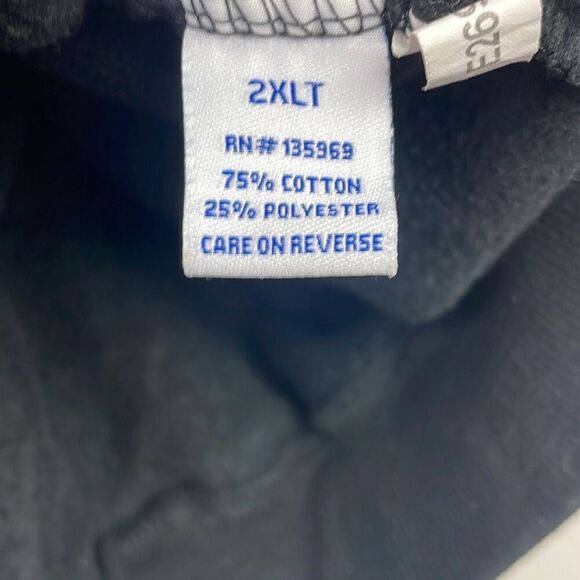 2XLT
RN# 135969
75% COTTON
25% POLYESTER
CARE ON REVERSE